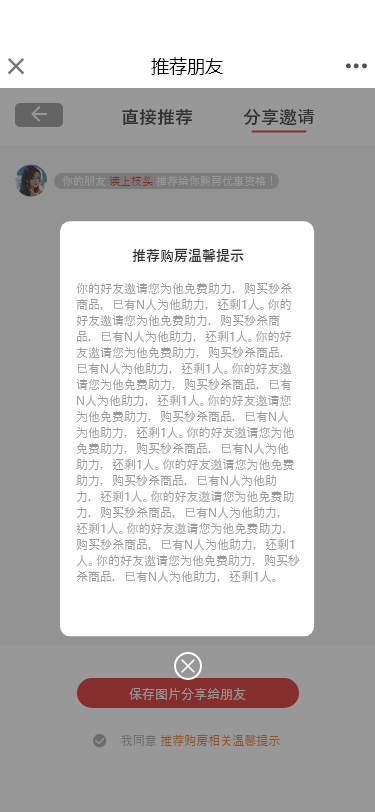 推荐朋友
直接推荐 分享邀请
你的朋友 读上枝头 推荐给你购房优惠资格！
推荐购房温馨提示
你的好友邀请您为他免费助力，购买秒杀
商品，已有N人为他助力，还剩1人。你的
好友邀请您为他免费助力，购买秒杀商
品，已有N人为他助力，还剩1人。你的好
友邀请您为他免费助力，购买秒杀商品，
已有N人为他助力，还剩1人。你的好友邀
请您为他免费助力，购买秒杀商品，已有
N人为他助力，还剩1人。你的好友邀请您
为他免费助力，购买秒杀商品，已有N人
为他助力，还剩1人。你的好友邀请您为他
免费助力，购买秒杀商品，已有N人为他
助力，还剩1人。你的好友邀请您为他免费
助力，购买秒杀商品，已有N人为他助
力，还剩1人。你的好友邀请您为他免费助
力，购买秒杀商品，已有N人为他助力，
还剩1人。你的好友邀请您为他免费助力，
购买秒杀商品，已有N人为他助力，还剩1
人。你的好友邀请您为他免费助力，购买秒
杀商品，已有N人为他助力，还剩1人。
保存图片分享给朋友
我同意 推荐购房相关温馨提示